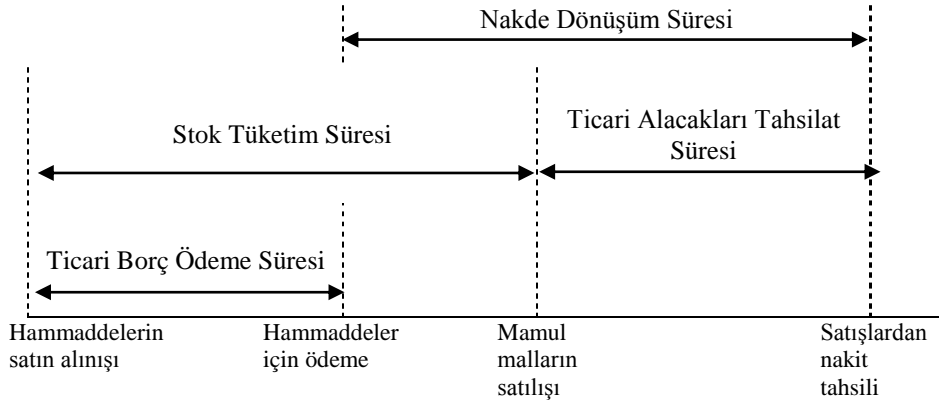 Nakde Dönüşüm Süresi
Stok Tüketim Süresi
Ticari Alacakları Tahsilat
Süresi
Ticari Borç Ödeme Süresi
Hammaddelerin
satın alınışı
Hammaddeler
için ödeme
Mamul
malların
satılışı
Satışlardan
nakit
tahsili